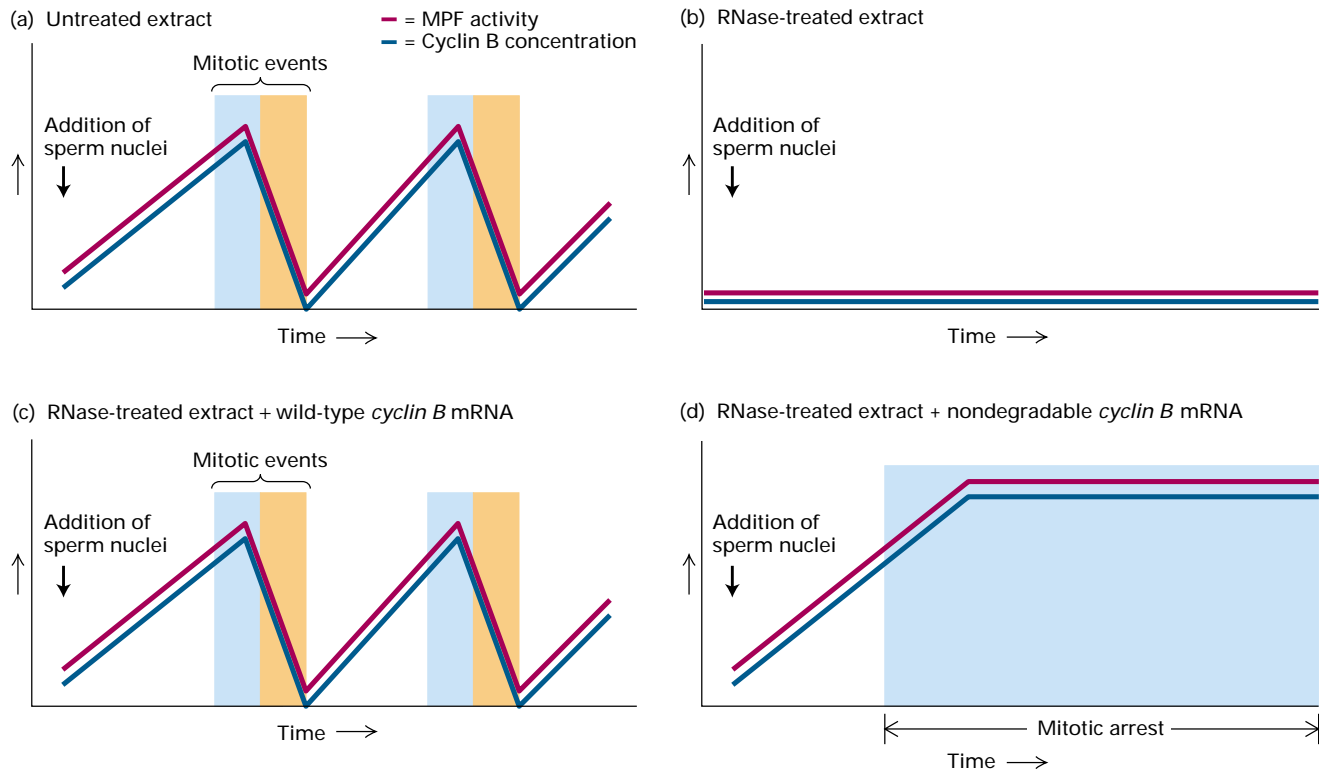 (a) Untreated extract
= MPF activity
= Cyclin B concentration
Mitotic events
Addition of
sperm nuclei
Time
(b) RNase-treated extract
Addition of
sperm nuclei
Time
(c) RNase-treated extract + wild-type cyclin B mRNA
Mitotic events
Addition of
sperm nuclei
Time
(d) RNase-treated extract + nondegradable cyclin B mRNA
Addition of
sperm nuclei
Mitotic arrest
Time